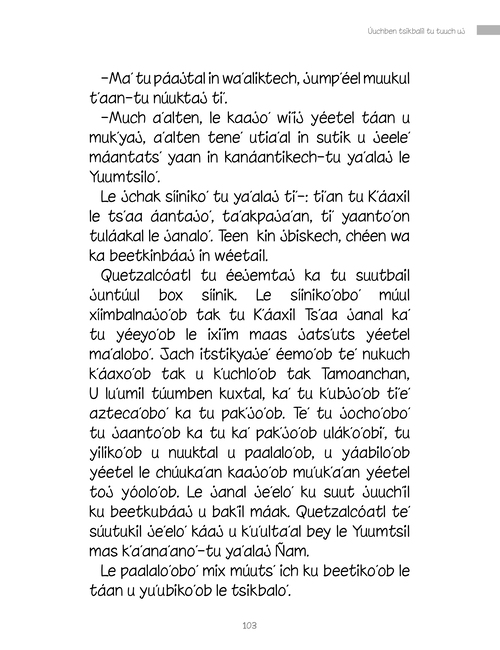 Úuchben tsikbalil tu tuuch uj
–Ma´ tu páajtal in wa´aliktech, jump´éel muukul
t´aan–tu núuktaj ti´.
–Much a´alten, le kaajo´ wi´ij yéetel táan u
muk´yaj, a´alten tene´ utia´al in sutik u jeele´
máantats´ yaan in kanáantikech–tu ya´alaj le
Yuumtsilo´.
Le jchak síiniko´ tu ya´alaj ti´–: ti´an tu K´áaxil
le ts´aa áantajo´, ta´akpaja´an, ti´ yaanto´on
tuláakal le janalo´. Teen kin jbiskech, chéen wa
ka beetkinbáaj in wéetail.
Quetzalcóatl tu éejemtaj ka tu suutbail
juntúul box síinik. Le síiniko´obo´ múul
xíimbalnajo´ob tak tu K´áaxil Ts´aa Janal ka´
tu yéeyo´ob le ixi´im maas jats´uts yéetel
ma´alobo´. Jach itstikyaje´ éemo´ob te´ nukuch
k´áaxo´ob tak u k´uchlo´ob tak Tamoanchan,
U lu´umil túumben kuxtal, ka´ tu k´ubjo´ob ti´e´
azteca´obo´ ka tu pak´jo´ob. Te´ tu jocho´obo´
tu jaanto´ob ka tu ka´ pak´jo´ob ulák´o´obi´, tu
yiliko´ob u nuuktal u paalalo´ob, u yáabilo´ob
yéetel le chúuka´an kaajo´ob mu´uk´a´an yéetel
toj yóolo´ob. Le janal je´elo´ ku suut juuch´il
ku beetkubáaj u bak´il máak. Quetzalcóatl te´
súutukil je´elo´ káaj u k´u´ulta´al bey le Yuumtsil
mas k´a´ana´ano´–tu ya´alaj Ñam.
Le paalalo´obo´ mix múuts´ ich ku beetiko´ob le
táan u yu´ubiko´ob le tsikbalo´.
103